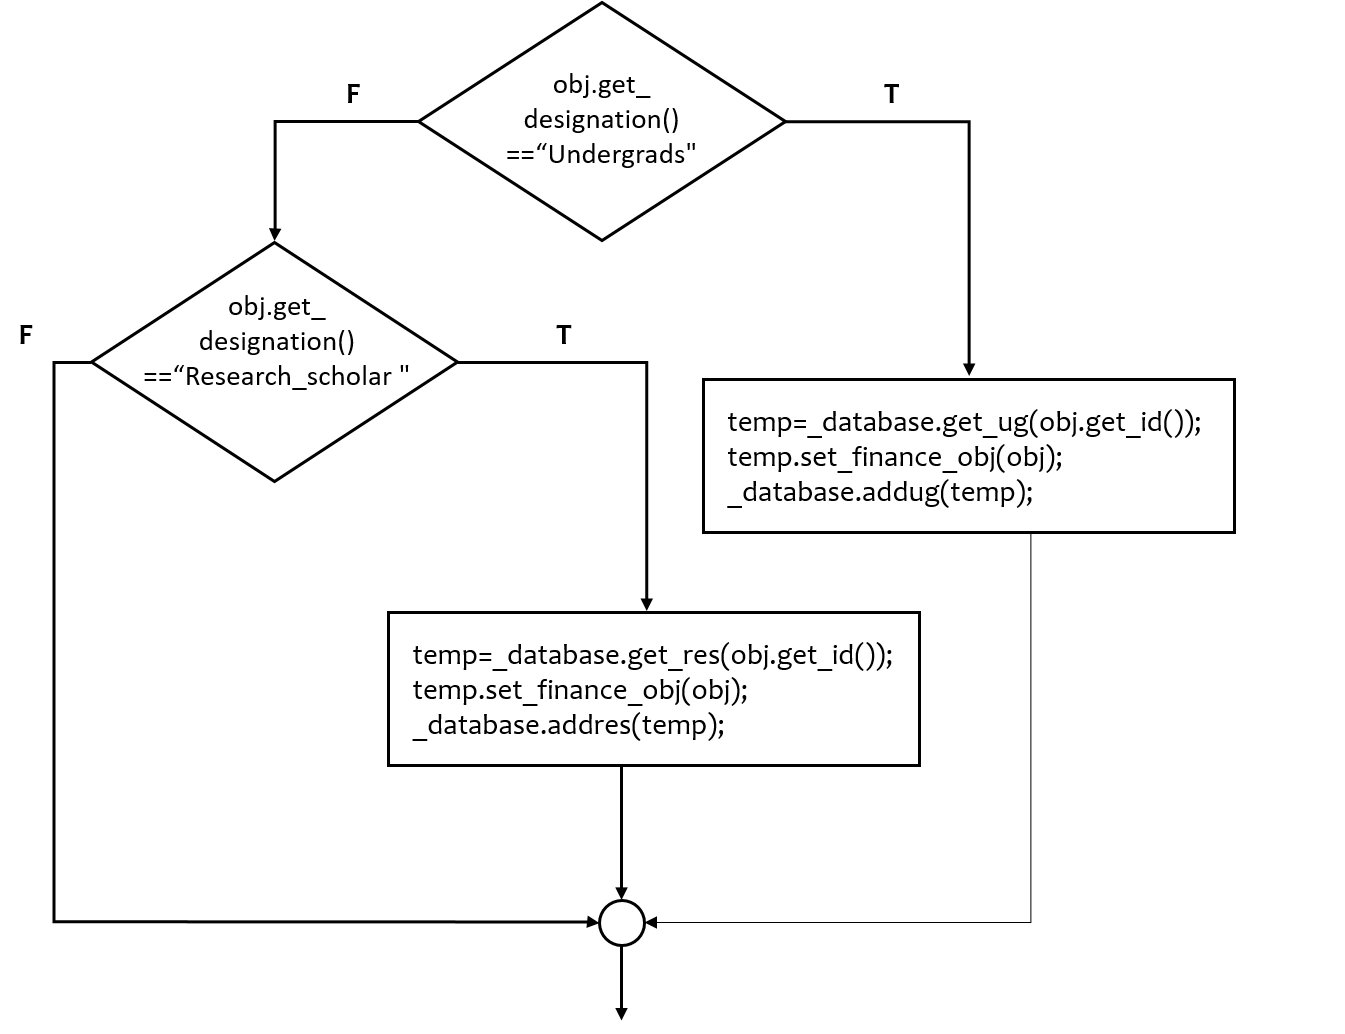 F
T
obj.get_
designation()
==“Undergrads"
F
T
obj.get_
designation()
==“Research_scholar "
temp=_database.get_ug(obj.get_id());
temp.set_finance_obj(obj);
_database.addug(temp);
temp=_database.get_res(obj.get_id());
temp.set_finance_obj(obj);
_database.addres(temp);